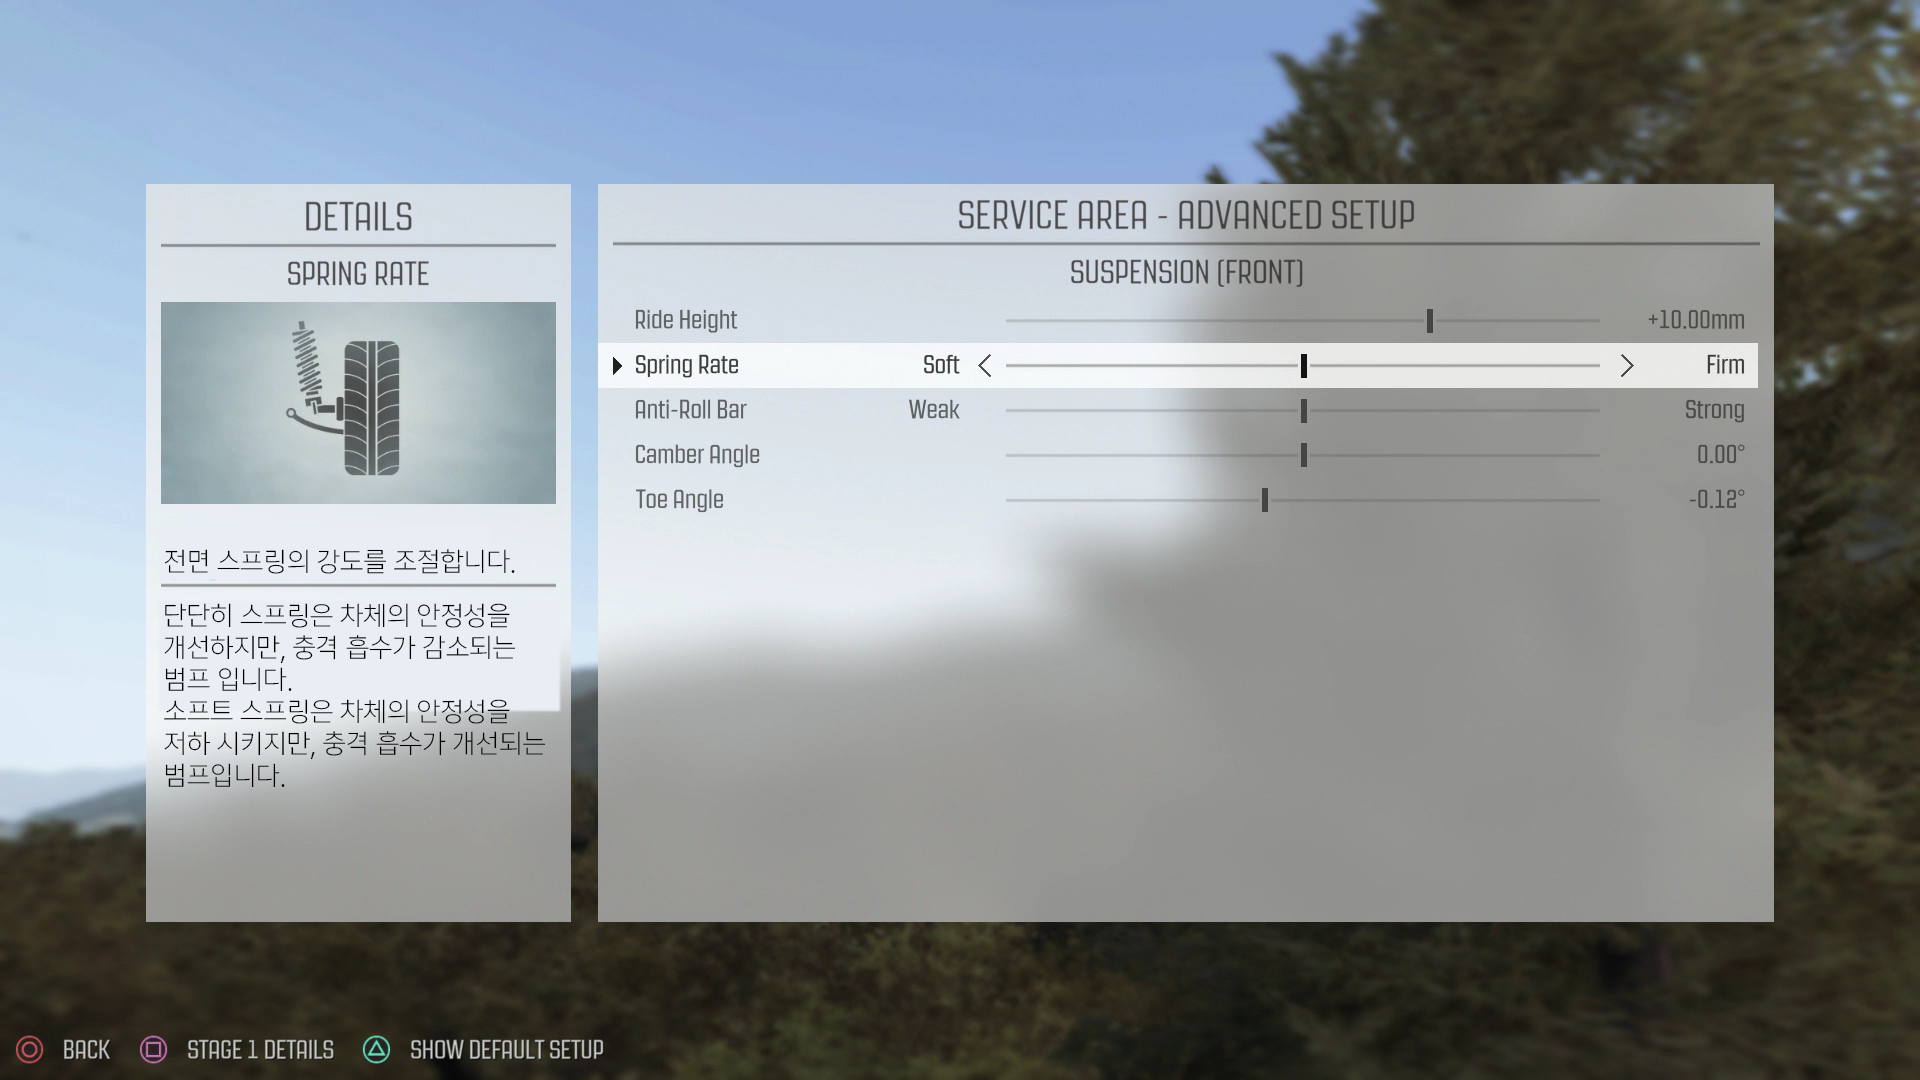 DETAILS
SPRING RATE
전면 스프링의 강도를 조절합니다.
단단히 스프링은 차체의 안정성을
개선하지만, 충격 흡수가 감소되는
범프 입니다.
소프트 스프링은 차체의 안정성을
저하 시키지만, 충격 흡수가 개선되는
범프입니다.
SERVICE AREA - ADVANCED SETUP
SUSPENSION (FRONT)
Ride Height +10.00mm
Spring Rate Soft Firm
Anti-Roll Bar Weak Strong
Camber Angle 0.00°
Toe Angle -0.12°
BACK STAGE 1 DETAILS SHOW DEFAULT SETUP